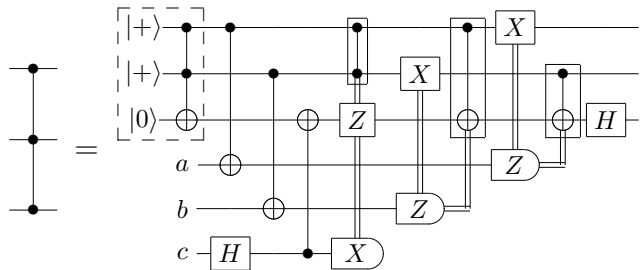 |+⟩ X
|+⟩ X
= |0⟩ Z H
a Z
b Z
c H X